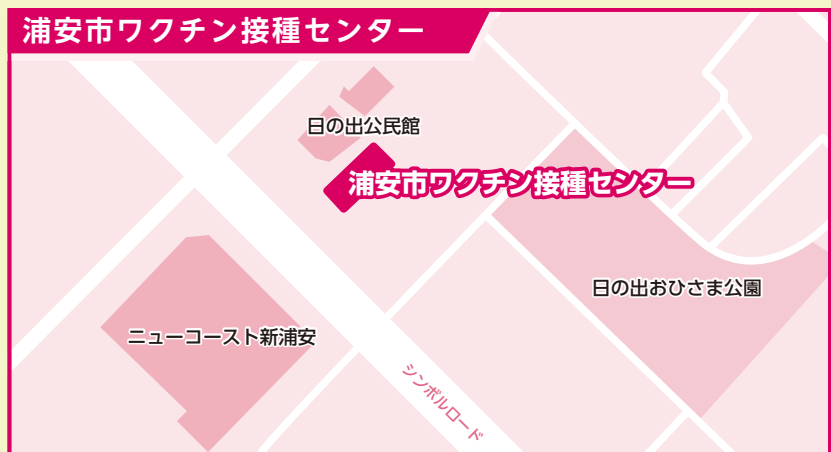 浦安市ワクチン接種センター
日の出公民館
浦安市ワクチン接種センター
日の出おひさま公園
ニューコースト新浦安
シンボルロード